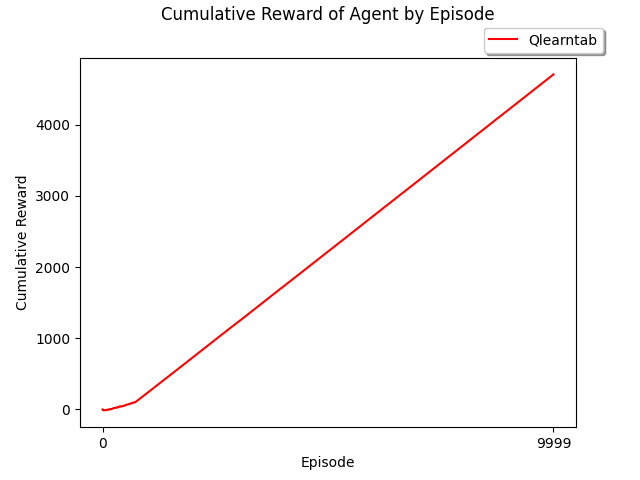 Cumulative Reward of Agent by Episode
Qlearntab
4000
3000
2000
1000
0
Cumulative Reward
0
9999
Episode